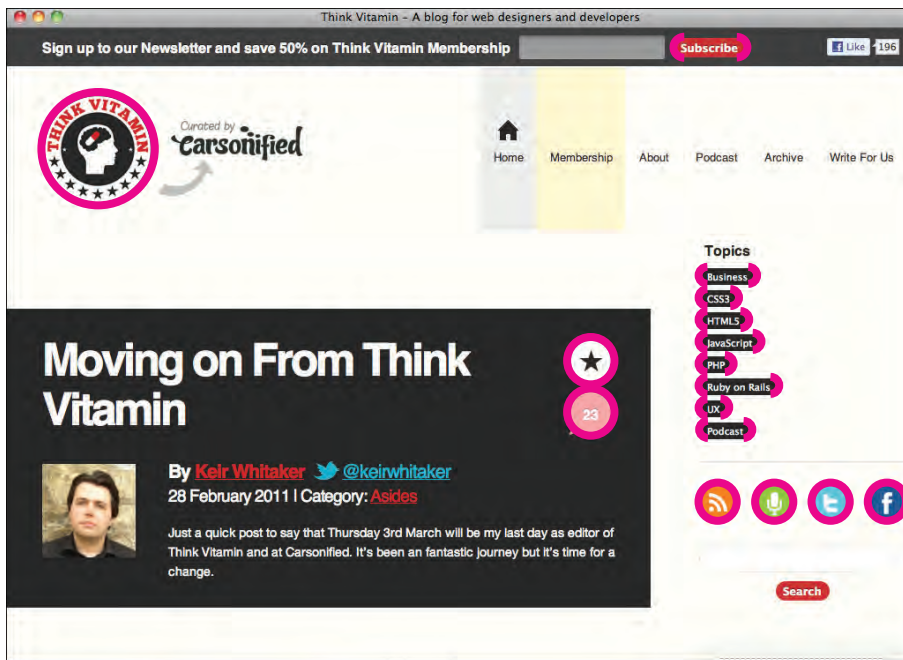 Think Vitamin – A blog for web designers and developers
Sign up to our Newsletter and save 50% on Think Vitamin Membership
Subscribe
Like 196
THINK VITAMIN
Curated by
Carsonified
Home
Membership
About
Podcast
Archive
Write For Us
Topics
Business
CSS3
HTML5
JavaScript
PHP
Ruby on Rails
UX
Podcast
Moving on From Think
Vitamin
23
By Keir Whitaker @keirwhitaker
28 February 2011 | Category: Asides
Just a quick post to say that Thursday 3rd March will be my last day as editor of
Think Vitamin and at Carsonified. It's been an fantastic journey but it's time for a
change.
Search